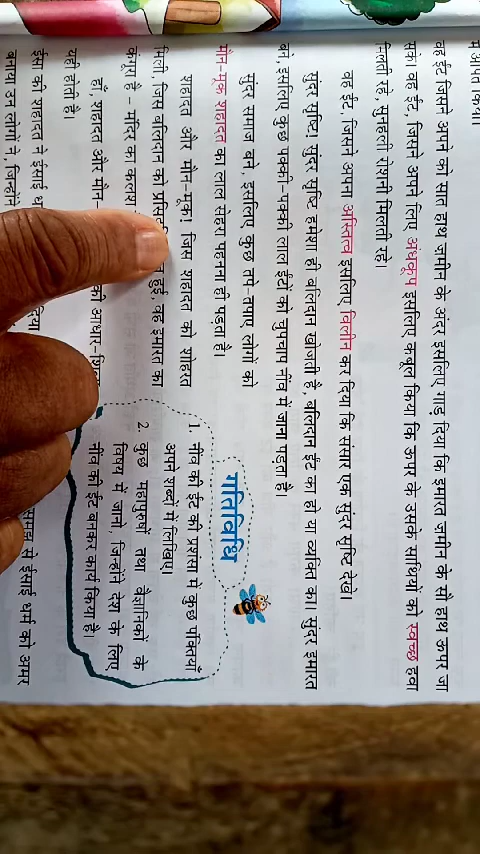 वह ईंट जिसने अपने को सात हाथ ज़मीन के अंदर इसलिए गाड़ दिया कि इमारत ज़मीन के सौ हाथ ऊपर जा
सके। वह ईंट, जिसने अपने लिए अंधकूप इसलिए कबूल किया कि ऊपर के उसके साथियों को स्वच्छ हवा
मिलती रहे, सुनहली रोशनी मिलती रहे।
वह ईंट, जिसने अपना अस्तित्व इसलिए विलीन कर दिया कि संसार एक सुंदर सृष्टि देखे।
सुंदर सृष्टि! सुंदर सृष्टि हमेशा ही बलिदान खोजती है, बलिदान ईंट का हो या व्यक्ति का। सुंदर इमारत
बने, इसलिए कुछ पक्की-पक्की लाल ईंटों को चुपचाप नींव में जाना पड़ता है।
सुंदर समाज बने, इसलिए कुछ तपे-तपाए लोगों को
मौन-मूक शहादत का लाल सेहरा पहनना ही पड़ता है।
शहादत और मौन-मूक! जिस शहादत को शोहरत
मिली, जिस बलिदान को हुई, वह इमारत का
कंगूरा है – मंदिर का कलश
हाँ, शहादत और मौन- की आधार-
यही होती है।
ईसा की शहादत ने ईसाई
बनाया उन लोगों ने, जिन्होंने से ईसाई धर्म को अमर
गतिविधि
1. नींव की ईंट की प्रशंसा में कुछ पंक्तियाँ
अपने शब्दों में लिखिए।
2. कुछ महापुरुषों तथा वैज्ञानिकों के
विषय में जानो, जिन्होंने देश के लिए
नींव की ईंट बनकर कार्य किया है।